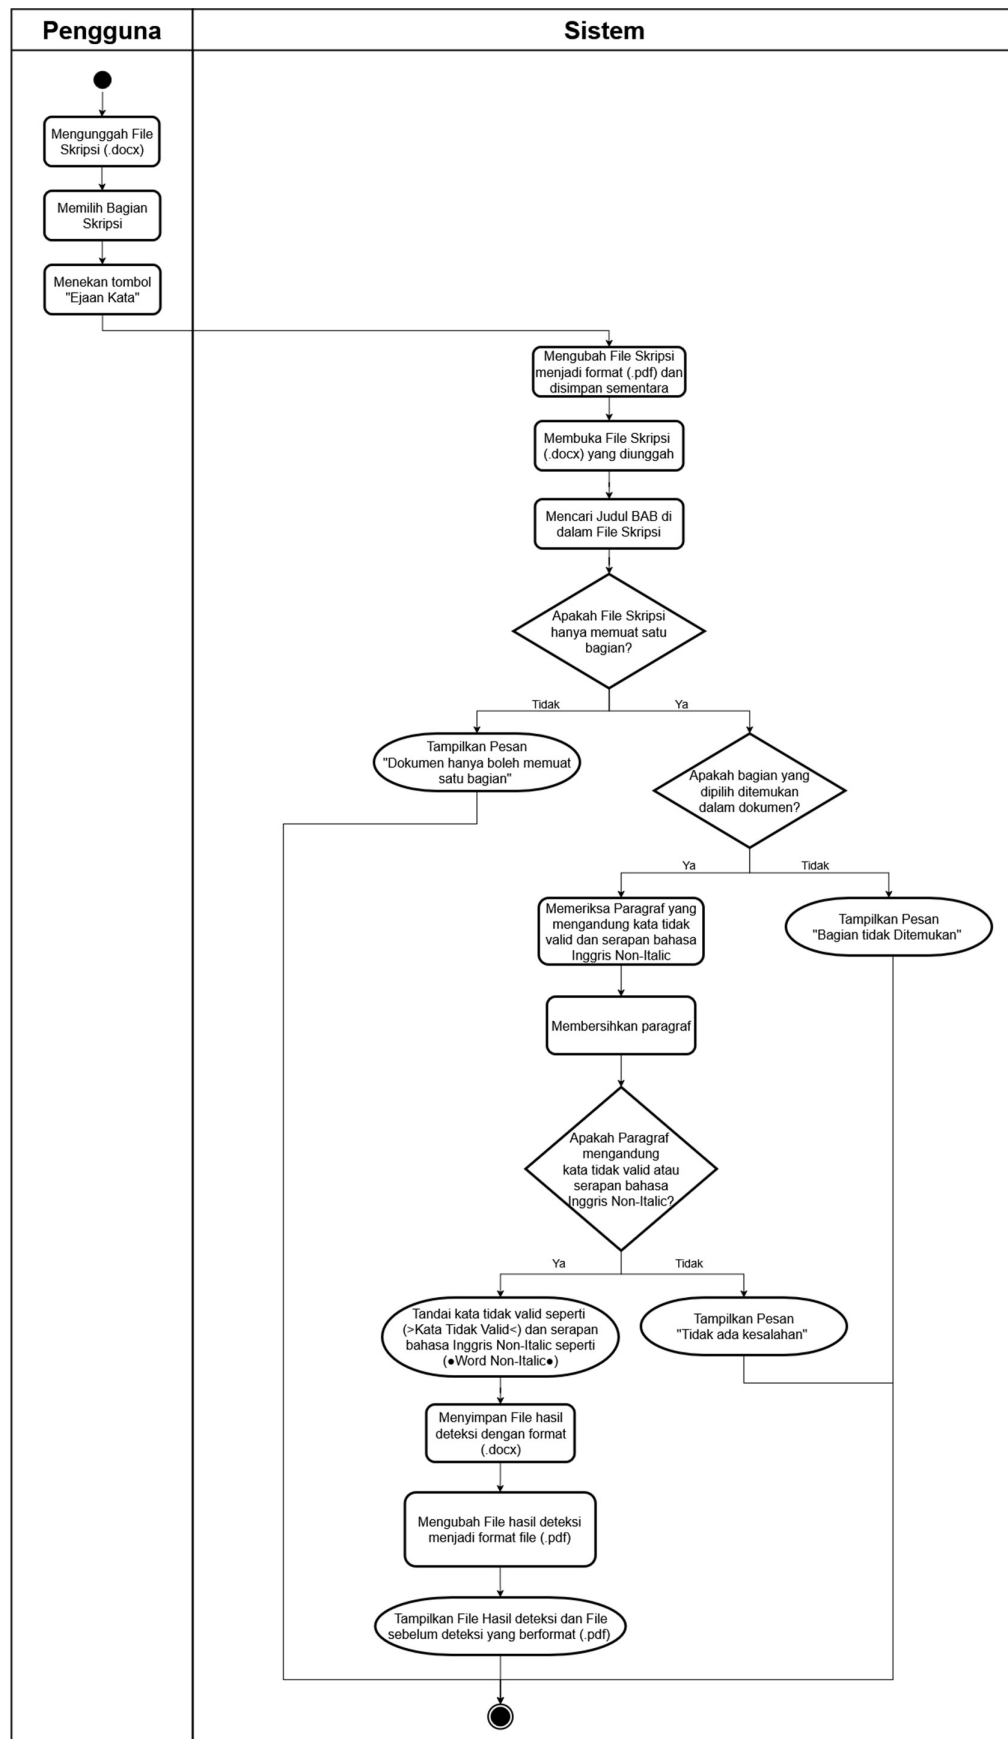 Pengguna
Sistem
Mengunggah File
Skripsi (.docx)
Memilih Bagian
Skripsi
Menekan tombol
"Ejaan Kata"
Mengubah File Skripsi
menjadi format (.pdf) dan
disimpan sementara
Membuka File Skripsi
(.docx) yang diunggah
Mencari Judul BAB di
dalam File Skripsi
Apakah File Skripsi
hanya memuat satu
bagian?
Tidak
Ya
Tampilkan Pesan
"Dokumen hanya boleh memuat
satu bagian"
Apakah bagian yang
dipilih ditemukan
dalam dokumen?
Ya
Tidak
Memeriksa Paragraf yang
mengandung kata tidak
valid dan serapan bahasa
Inggris Non-Italic
Tampilkan Pesan
"Bagian tidak Ditemukan"
Membersihkan paragraf
Apakah Paragraf
mengandung
kata tidak valid atau
serapan bahasa
Inggris Non-Italic?
Ya
Tidak
Tandai kata tidak valid seperti
(>Kata Tidak Valid<) dan serapan
bahasa Inggris Non-Italic seperti
(●Word Non-Italic●)
Tampilkan Pesan
"Tidak ada kesalahan"
Menyimpan File hasil
deteksi dengan format
(.docx)
Mengubah File hasil deteksi
menjadi format file (.pdf)
Tampilkan File Hasil deteksi dan File
sebelum deteksi yang berformat (.pdf)